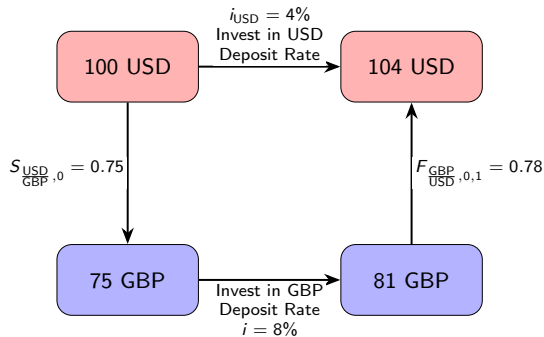 i_USD = 4%
Invest in USD
Deposit Rate
100 USD
104 USD
S_USD/GBP,0 = 0.75
F_GBP/USD,0,1 = 0.78
75 GBP
81 GBP
Invest in GBP
Deposit Rate
i = 8%